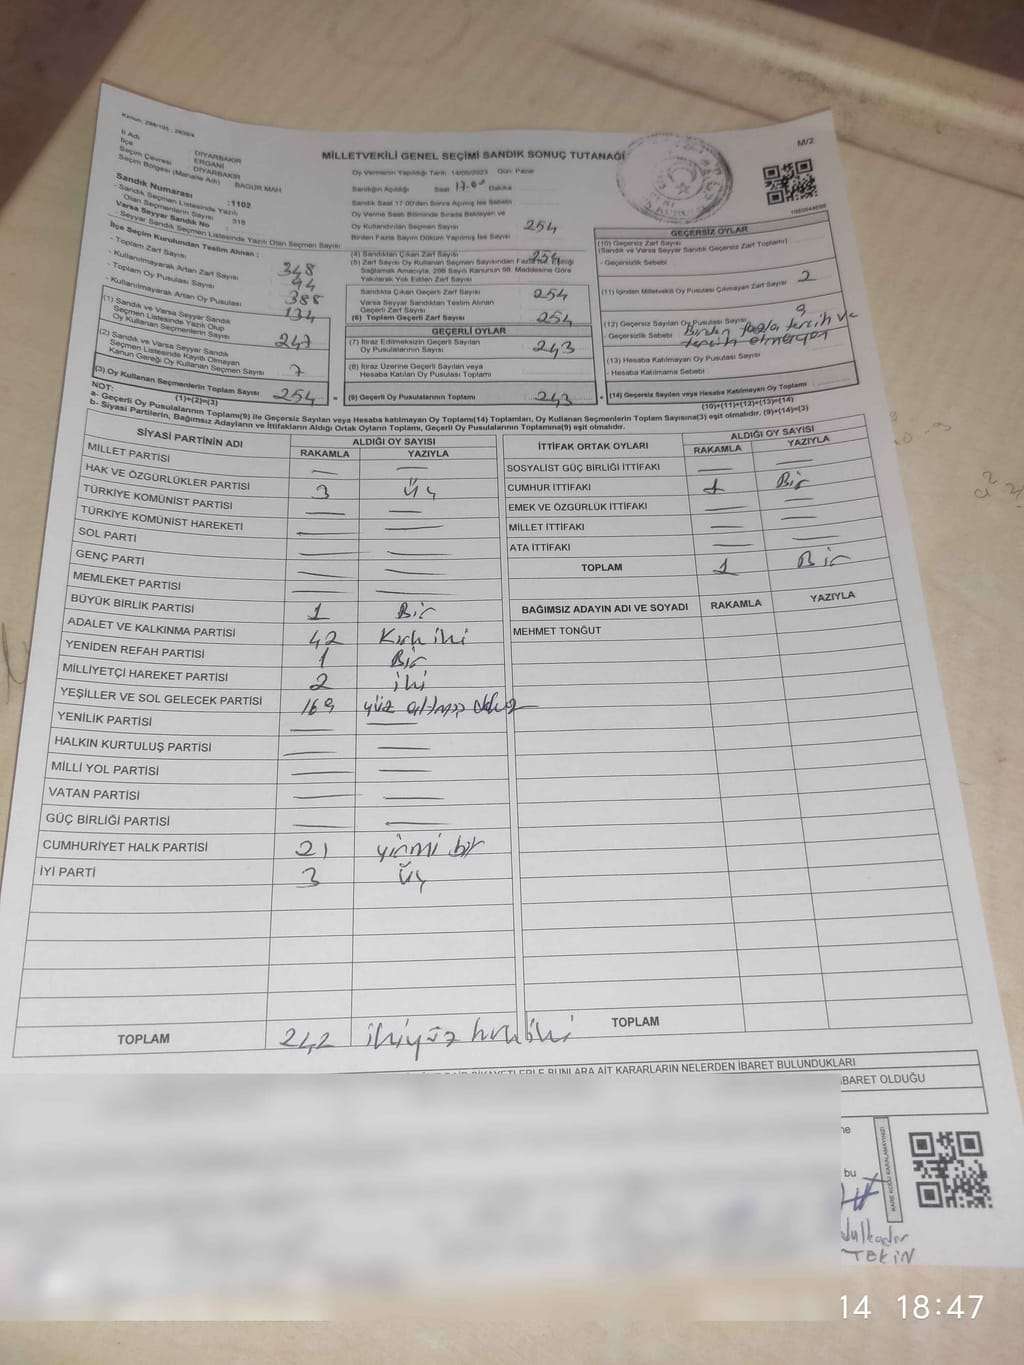 Kanun: 298/105 , 2839/4
M/2
İl Adı DİYARBAKIR
İlçe ERGANİ
Seçim Çevresi DİYARBAKIR
Seçim Bölgesi (Mahalle Adı) BAGÜR MAH
MİLLETVEKİLİ GENEL SEÇİMİ SANDIK SONUÇ TUTANAĞI
Sandık Numarası :1102
- Sandık Seçmen Listesinde Yazılı
Olan Seçmenlerin Sayısı 318
Varsa Seyyar Sandık No :
- Seyyar Sandık Seçmen Listesinde Yazılı Olan Seçmen Sayısı
İlçe Seçim Kurulundan Teslim Alınan ;
- Toplam Zarf Sayısı 348
- Kullanılmayarak Artan Zarf Sayısı 94
- Toplam Oy Pusulası Sayısı 388
- Kullanılmayarak Artan Oy Pusulası 134
(1) Sandık ve Varsa Seyyar Sandık
Seçmen Listesinde Yazılı Olup
Oy Kullanan Seçmenlerin Sayısı 247
(2) Sandık ve Varsa Seyyar Sandık
Seçmen Listesinde Kayıtlı Olmayan
Kanun Gereği Oy Kullanan Seçmen Sayısı 7
(3) Oy Kullanan Seçmenlerin Toplam Sayısı 254
(1)+(2)=(3)
Oy Vermenin Yapıldığı Tarih 14/05/2023 Gün: Pazar
Sandığın Açıldığı Saat 17.00 Dakika
Sandık Saat 17.00'den Sonra Açılmış İse Sebebi
Oy Verme Saati Bitiminde Sırada Bekleyen ve
Oy Kullandırılan Seçmen Sayısı 254
Birden Fazla Sayım Döküm Yapılmış İse Sayısı
(4) Sandıktan Çıkan Zarf Sayısı 254
(5) Zarf Sayısı Oy Kullanan Seçmen Sayısından Fazla İse, Eşitliği
Sağlamak Amacıyla, 298 Sayılı Kanunun 98. Maddesine Göre
Yakılarak Yok Edilen Zarf Sayısı
Sandıkta Çıkan Geçerli Zarf Sayısı 254
Varsa Seyyar Sandıktan Teslim Alınan
Geçerli Zarf Sayısı
(6) Toplam Geçerli Zarf Sayısı 254
GEÇERLİ OYLAR
(7) İtiraz Edilmeksizin Geçerli Sayılan
Oy Pusulalarının Sayısı 243
(8) İtiraz Üzerine Geçerli Sayılan veya
Hesaba Katılan Oy Pusulası Toplamı
(9) Geçerli Oy Pusulalarının Toplamı 243
GEÇERSİZ OYLAR
(10) Geçersiz Zarf Sayısı
(Sandık ve Varsa Seyyar Sandık Geçersiz Zarf Toplamı)
- Geçersizlik Sebebi
(11) İçinden Milletvekili Oy Pusulası Çıkmayan Zarf Sayısı 2
(12) Geçersiz Sayılan Oy Pusulası Sayısı 9
- Geçersizlik Sebebi Birden fazla tercih ve
tercih olmayan
(13) Hesaba Katılmayan Oy Pusulası Sayısı
- Hesaba Katılmama Sebebi
(14) Geçersiz Sayılan veya Hesaba Katılmayan Oy Toplamı
(10)+(11)+(12)+(13)=(14)
NOT:
a- Geçerli Oy Pusulalarının Toplamı(9) ile Geçersiz Sayılan veya Hesaba katılmayan Oy Toplamı(14) Toplamları, Oy Kullanan Seçmenlerin Toplam Sayısına(3) eşit olmalıdır. (9)+(14)=(3)
b- Siyasi Partilerin, Bağımsız Adayların ve İttifakların Aldığı Ortak Oyların Toplamı, Geçerli Oy Pusulalarının Toplamına(9) eşit olmalıdır.
SİYASİ PARTİNİN ADI ALDIĞI OY SAYISI
RAKAMLA YAZIYLA
MİLLET PARTİSİ
HAK VE ÖZGÜRLÜKLER PARTİSİ 3 Üç
TÜRKİYE KOMÜNİST PARTİSİ
TÜRKİYE KOMÜNİST HAREKETİ
SOL PARTİ
GENÇ PARTİ
MEMLEKET PARTİSİ
BÜYÜK BİRLİK PARTİSİ 1 Bir
ADALET VE KALKINMA PARTİSİ 42 Kırk iki
YENİDEN REFAH PARTİSİ 1 Bir
MİLLİYETÇİ HAREKET PARTİSİ 2 iki
YEŞİLLER VE SOL GELECEK PARTİSİ 169 yüz altmış dokuz
YENİLİK PARTİSİ
HALKIN KURTULUŞ PARTİSİ
MİLLİ YOL PARTİSİ
VATAN PARTİSİ
GÜÇ BİRLİĞİ PARTİSİ
CUMHURİYET HALK PARTİSİ 21 yirmi bir
İYİ PARTİ 3 Üç
TOPLAM 242 ikiyüz kırk iki
İTTİFAK ORTAK OYLARI ALDIĞI OY SAYISI
RAKAMLA YAZIYLA
SOSYALİST GÜÇ BİRLİĞİ İTTİFAKI
CUMHUR İTTİFAKI 1 Bir
EMEK VE ÖZGÜRLÜK İTTİFAKI
MİLLET İTTİFAKI
ATA İTTİFAKI
TOPLAM 1 Bir
BAĞIMSIZ ADAYIN ADI VE SOYADI RAKAMLA YAZIYLA
MEHMET TONĞUT
TOPLAM
ŞİKAYETLERLE BUNLARA AİT KARARLARIN NELERDEN İBARET BULUNDUKLARI
İBARET OLDUĞU
ne
bu
KARE KODU KARALAMAYINIZ!
dulkadir
TEKİN
14 18:47